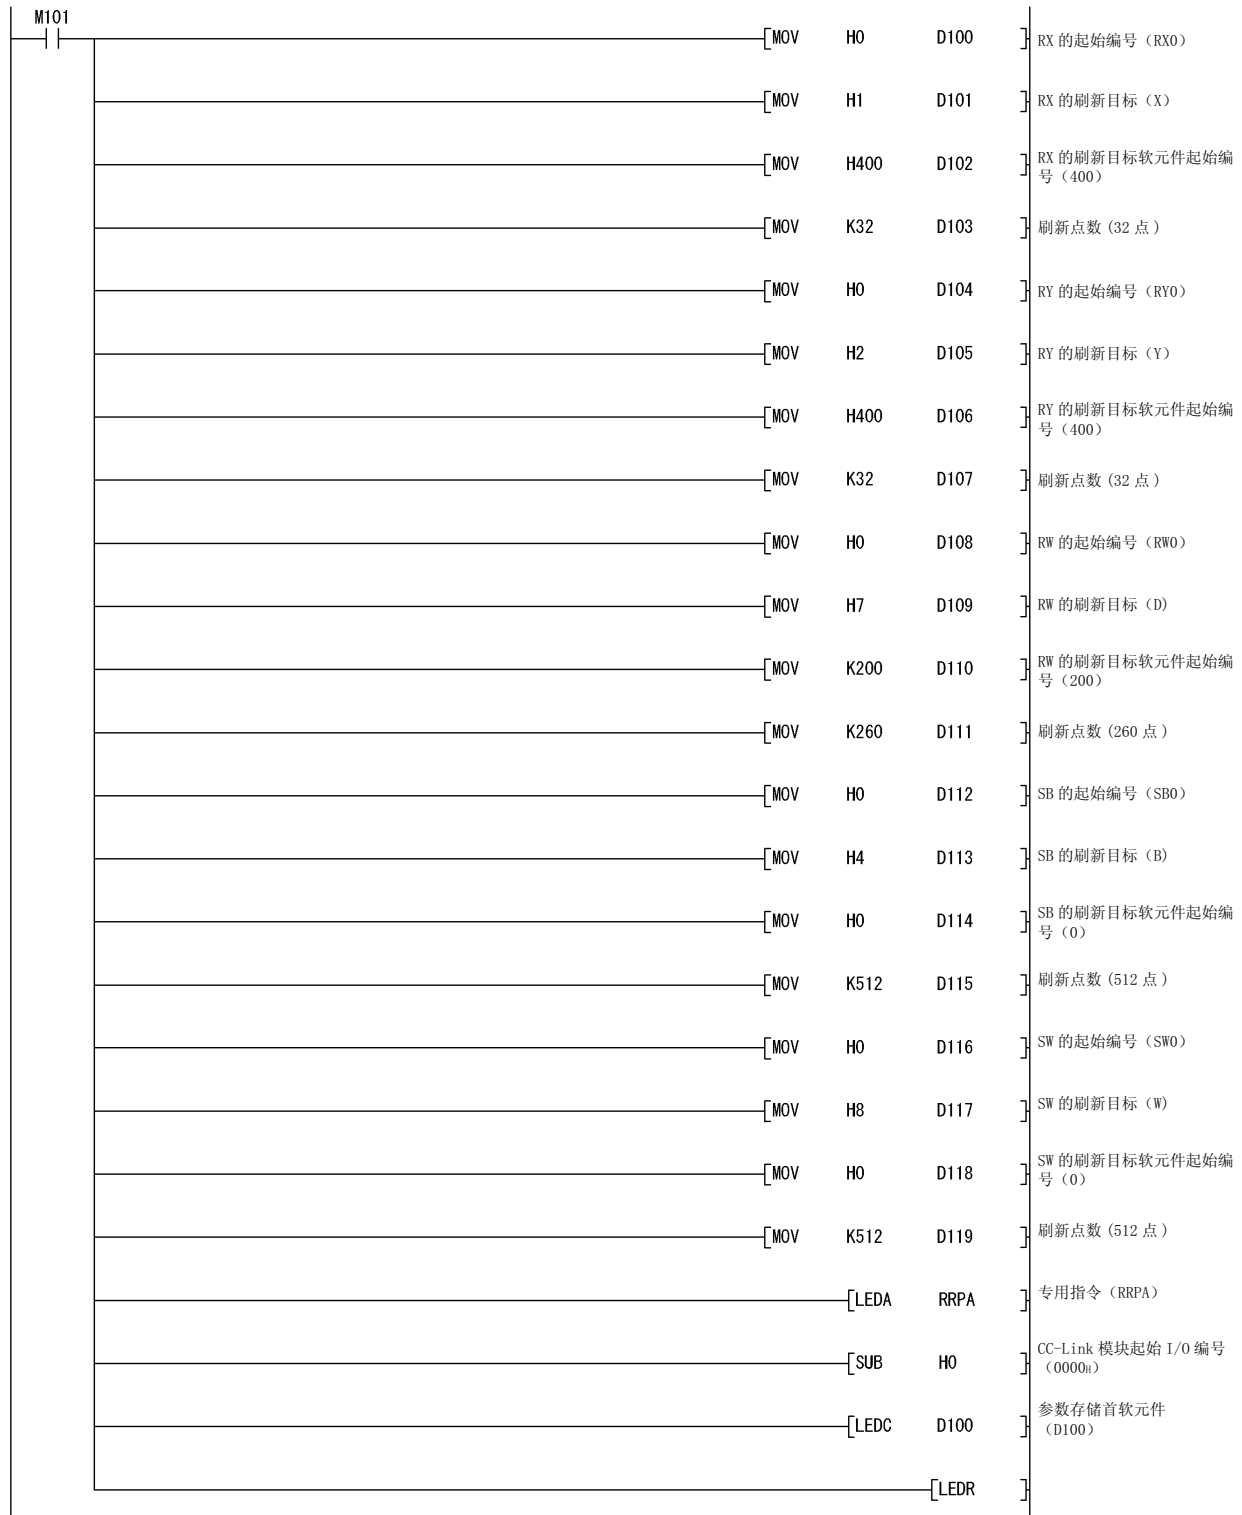 M101
MOV H0 D100 RX 的起始编号（RX0）
MOV H1 D101 RX 的刷新目标（X）
MOV H400 D102 RX 的刷新目标软元件起始编
号（400）
MOV K32 D103 刷新点数 (32 点 )
MOV H0 D104 RY 的起始编号（RY0）
MOV H2 D105 RY 的刷新目标（Y）
MOV H400 D106 RY 的刷新目标软元件起始编
号（400）
MOV K32 D107 刷新点数 (32 点 )
MOV H0 D108 RW 的起始编号（RW0）
MOV H7 D109 RW 的刷新目标（D)
MOV K200 D110 RW 的刷新目标软元件起始编
号（200）
MOV K260 D111 刷新点数 (260 点 )
MOV H0 D112 SB 的起始编号（SB0）
MOV H4 D113 SB 的刷新目标（B)
MOV H0 D114 SB 的刷新目标软元件起始编
号（0）
MOV K512 D115 刷新点数 (512 点 )
MOV H0 D116 SW 的起始编号（SW0）
MOV H8 D117 SW 的刷新目标（W)
MOV H0 D118 SW 的刷新目标软元件起始编
号（0）
MOV K512 D119 刷新点数 (512 点 )
LEDA RRPA 专用指令（RRPA）
SUB H0 CC-Link 模块起始 I/O 编号
（0000H）
LEDC D100 参数存储首软元件
（D100）
LEDR